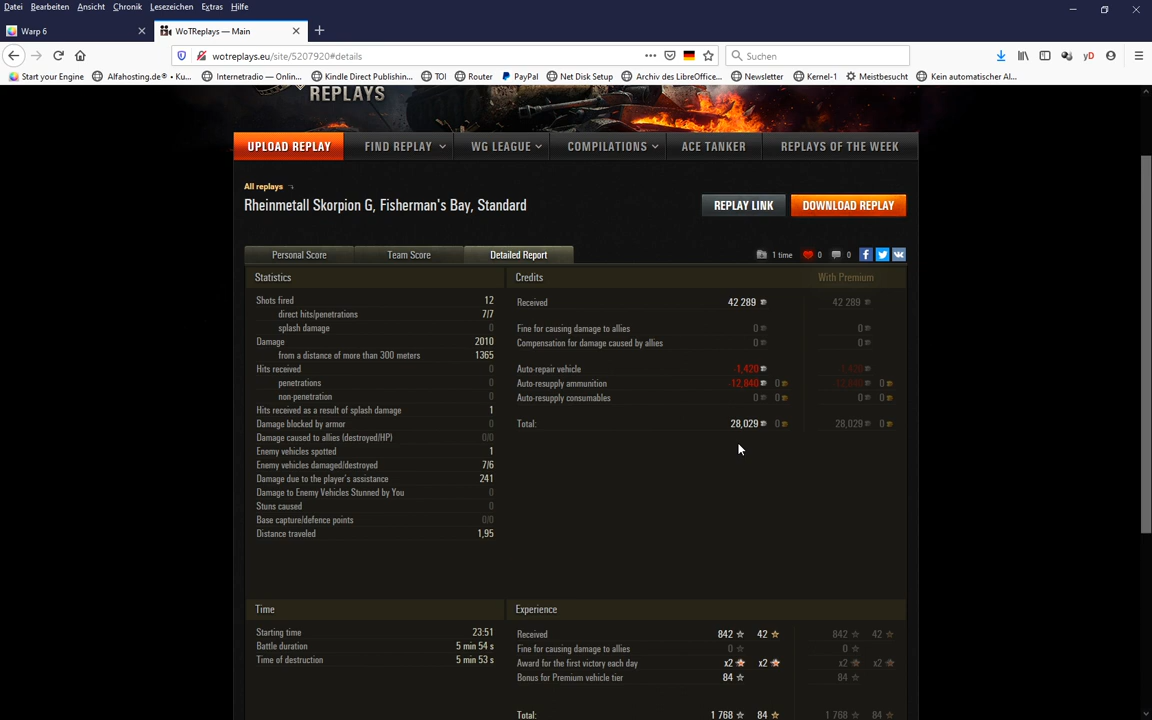 Datei Bearbeiten Ansicht Chronik Lesezeichen Extras Hilfe
Warp 6 WoTReplays — Main
wotreplays.eu/site/5207920#details Suchen
Start your Engine Alfahosting.de® • Ku... Internetradio — Onlin... Kindle Direct Publishin... TOI Router PayPal Net Disk Setup Archiv des LibreOffice... Newsletter Kernel-1 Meistbesucht Kein automatischer Al...
REPLAYS
UPLOAD REPLAY FIND REPLAY WG LEAGUE COMPILATIONS ACE TANKER REPLAYS OF THE WEEK
All replays
Rheinmetall Skorpion G, Fisherman's Bay, Standard REPLAY LINK DOWNLOAD REPLAY
Personal Score Team Score Detailed Report 1 time 0 0
Statistics Credits With Premium
Shots fired 12 Received 42 289 42 289
direct hits/penetrations 7/7
splash damage 0 Fine for causing damage to allies 0 0
Damage 2010 Compensation for damage caused by allies 0 0
from a distance of more than 300 meters 1365
Hits received 0 Auto-repair vehicle -1,420 -1,420
penetrations 0 Auto-resupply ammunition -12,840 0 -12,840 0
non-penetration 0 Auto-resupply consumables 0 0 0 0
Hits received as a result of splash damage 1
Damage blocked by armor 0 Total: 28,029 0 28,029 0
Damage caused to allies (destroyed/HP) 0/0
Enemy vehicles spotted 1
Enemy vehicles damaged/destroyed 7/6
Damage due to the player's assistance 241
Damage to Enemy Vehicles Stunned by You 0
Stuns caused 0
Base capture/defence points 0/0
Distance traveled 1,95
Time Experience
Starting time 23:51 Received 842 42 842 42
Battle duration 5 min 54 s Fine for causing damage to allies 0 0
Time of destruction 5 min 53 s Award for the first victory each day x2 x2 x2 x2
Bonus for Premium vehicle tier 84 84
Total: 1 768 84 1 768 84